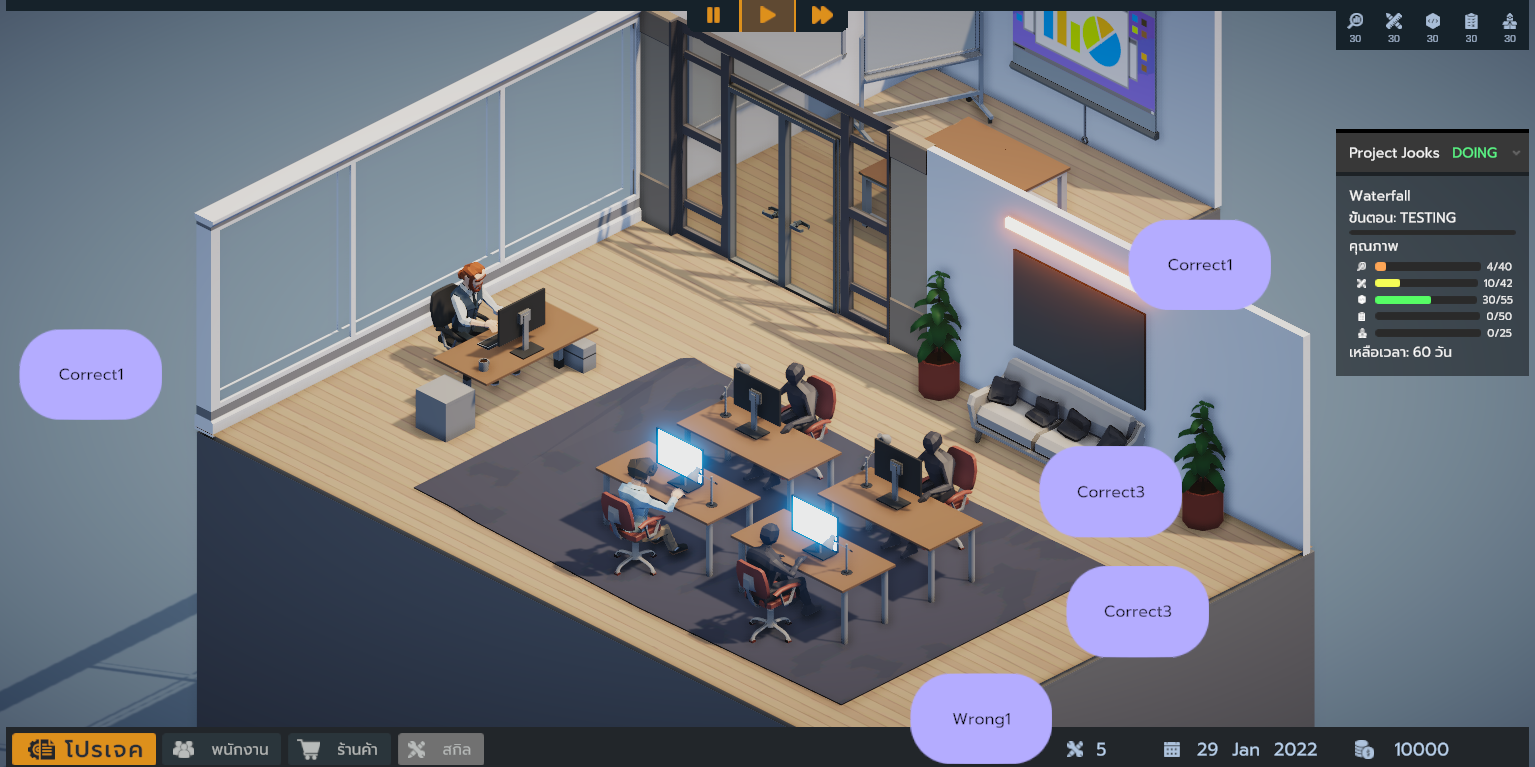 30 30 30 30 30
Project Jooks DOING
Waterfall
ขั้นตอน: TESTING
คุณภาพ
4/40
10/42
30/55
0/50
0/25
เหลือเวลา: 60 วัน
Correct1
Correct1
Correct3
Correct3
Wrong1
โปรเจค พนักงาน ร้านค้า สกิล 5 29 Jan 2022 10000